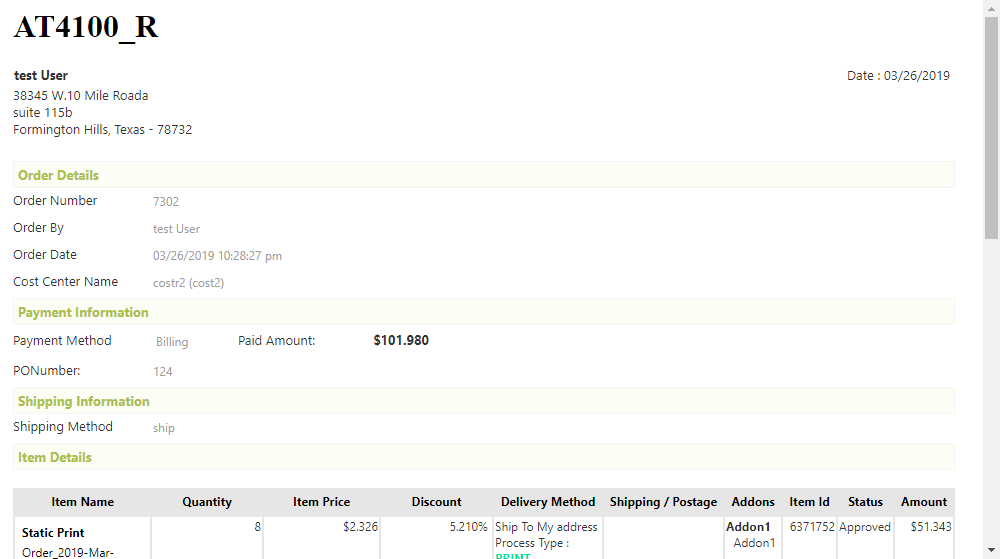 AT4100_R
test User
Date : 03/26/2019
38345 W.10 Mile Roada
suite 115b
Formington Hills, Texas - 78732
Order Details
Order Number 7302
Order By test User
Order Date 03/26/2019 10:28:27 pm
Cost Center Name costr2 (cost2)
Payment Information
Payment Method Billing Paid Amount: $101.980
PONumber: 124
Shipping Information
Shipping Method ship
Item Details
Item Name Quantity Item Price Discount Delivery Method Shipping / Postage Addons Item Id Status Amount
Static Print 8 $2.326 5.210% Ship To My address Addon1 6371752 Approved $51.343
Process Type : Addon1
Order_2019-Mar- PRINT